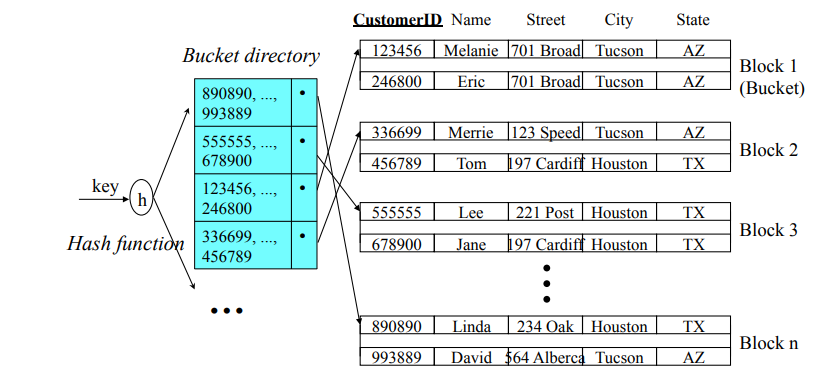 CustomerID Name Street City State
Bucket directory
123456 Melanie 701 Broad Tucson AZ
246800 Eric 701 Broad Tucson AZ
Block 1
(Bucket)
890890, ...,
993889
555555, ...,
678900
123456, ...,
246800
336699, ...,
456789
336699 Merrie 123 Speed Tucson AZ
456789 Tom 197 Cardiff Houston TX
Block 2
key
h
Hash function
555555 Lee 221 Post Houston TX
678900 Jane 197 Cardiff Houston TX
Block 3
890890 Linda 234 Oak Houston TX
993889 David 564 Alberca Tucson AZ
Block n